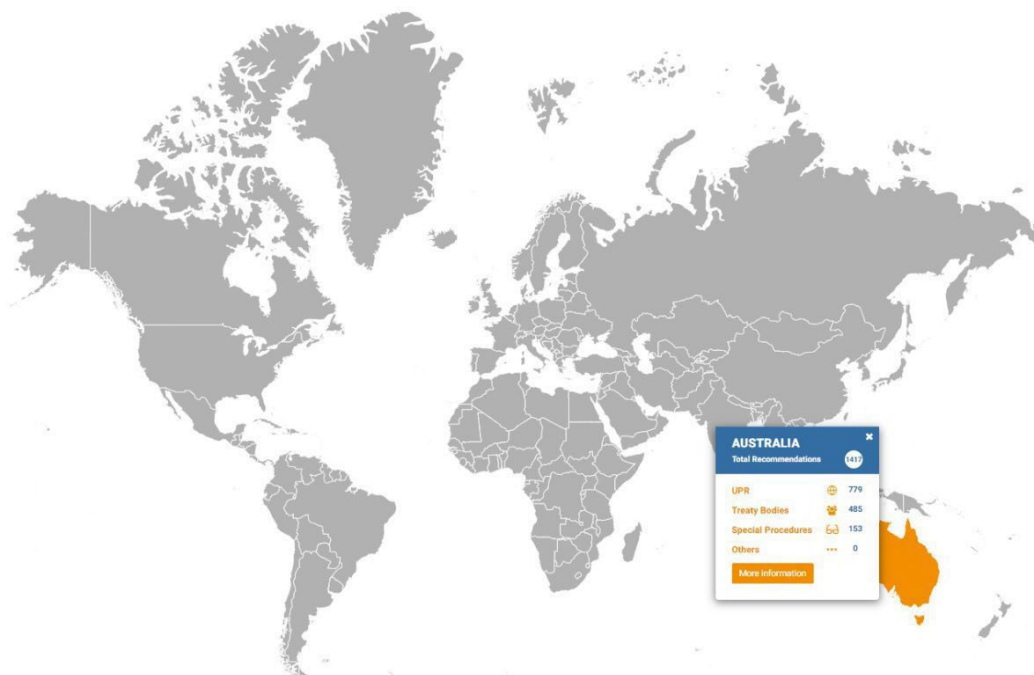 AUSTRALIA
Total Recommendations 1417
UPR 779
Treaty Bodies 485
Special Procedures 153
Others 0
More information